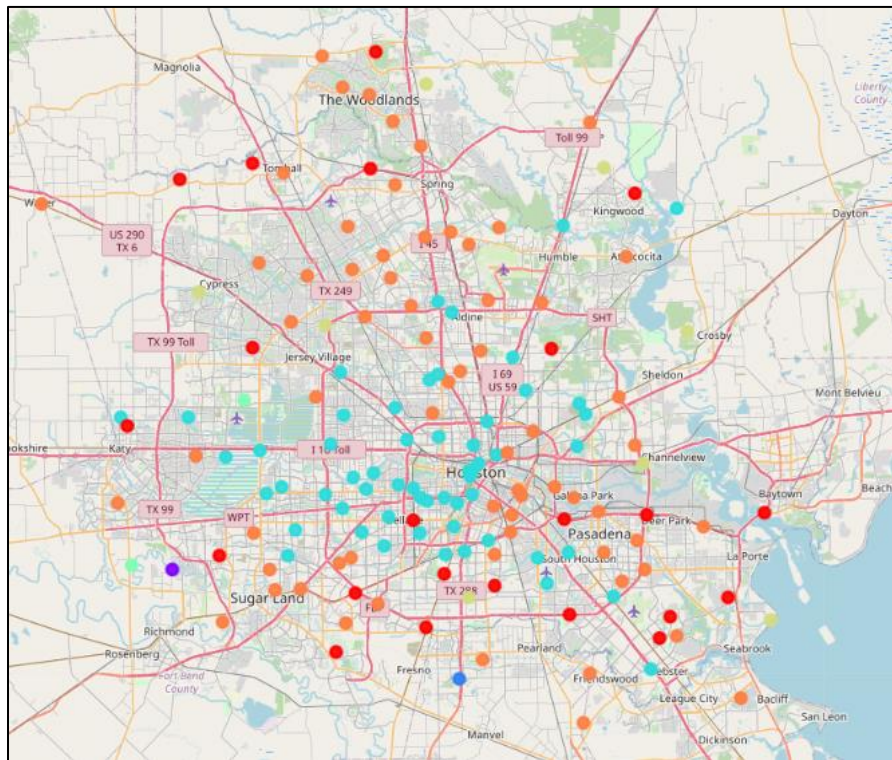 Magnolia
The Woodlands
Liberty
County
Toll 99
Tomball
Spring
Kingwood
Dayton
US 290
TX 6
I 45
Humble
Atascocita
Cypress
TX 249
Aldine
SHT
Crosby
TX 99 Toll
Jersey Village
I 69
US 59
Sheldon
Mont Belvieu
Katy
ookshire
I 10 Toll
Houston
Channelview
Baytown
Beach
TX 99
WPT
Galena Park
Deer Park
Pasadena
La Porte
South Houston
Sugar Land
TX 288
Richmond
Rosenberg
Pearland
Seabrook
Fort Bend
County
Fresno
Friendswood
Webster
League City
Bacliff
San Leon
Manvel
Dickinson